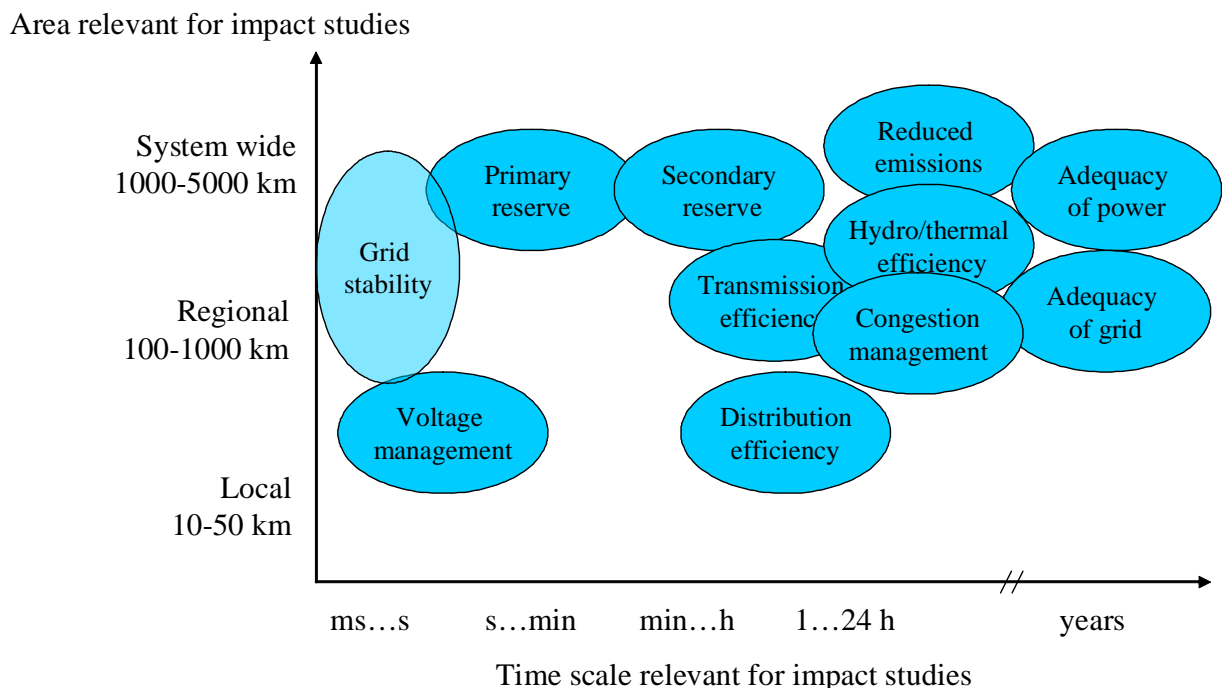 Area relevant for impact studies
System wide
1000-5000 km
Regional
100-1000 km
Local
10-50 km
Grid
stability
Primary
reserve
Secondary
reserve
Reduced
emissions
Adequacy
of power
Hydro/thermal
efficiency
Transmission
efficiency
Congestion
management
Adequacy
of grid
Voltage
management
Distribution
efficiency
ms…s
s…min
min…h
1…24 h
years
Time scale relevant for impact studies